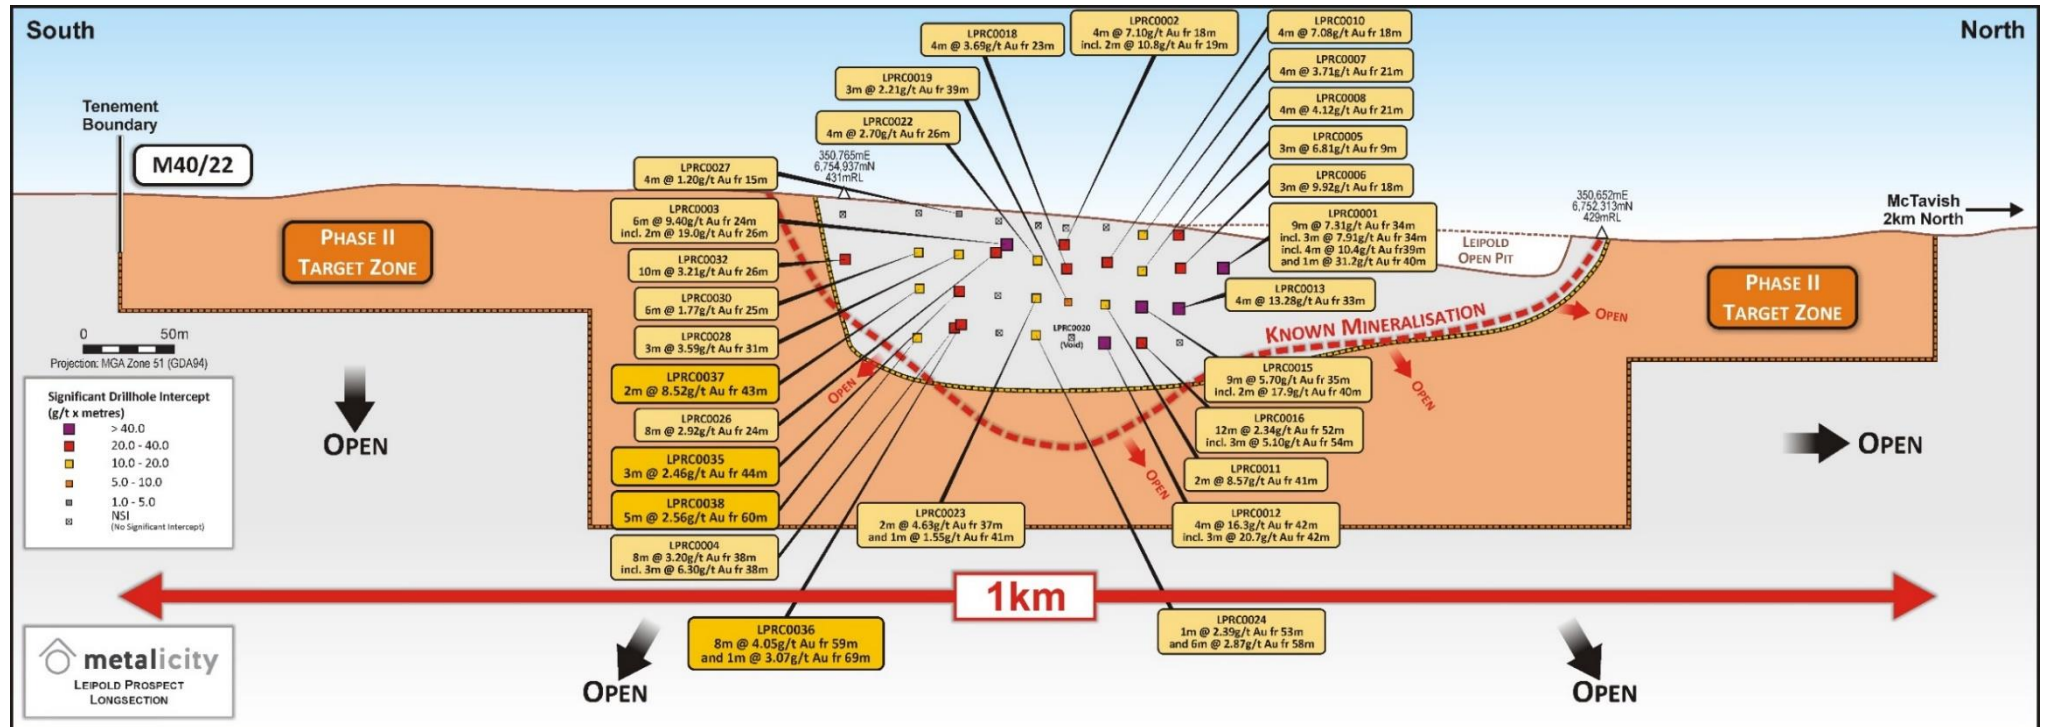 South
North
Tenement
Boundary
M40/22
PHASE II
TARGET ZONE
0 50m
Projection: MGA Zone 51 (GDA94)
Significant Drillhole Intercept
(g/t x metres)
> 40.0
20.0 - 40.0
10.0 - 20.0
5.0 - 10.0
1.0 - 5.0
NSI
(No Significant Intercept)
OPEN
metalicity
LEIPOLD PROSPECT
LONGSECTION
350,765mE
6,754,937mN
431mRL
LPRC0018
4m @ 3.69g/t Au fr 23m
LPRC0019
3m @ 2.21g/t Au fr 39m
LPRC0022
4m @ 2.70g/t Au fr 26m
LPRC0027
4m @ 1.20g/t Au fr 15m
LPRC0003
6m @ 9.40g/t Au fr 24m
incl. 2m @ 19.0g/t Au fr 26m
LPRC0032
10m @ 3.21g/t Au fr 26m
LPRC0030
6m @ 1.77g/t Au fr 25m
LPRC0028
3m @ 3.59g/t Au fr 31m
LPRC0037
2m @ 8.52g/t Au fr 43m
LPRC0026
8m @ 2.92g/t Au fr 24m
LPRC0035
3m @ 2.46g/t Au fr 44m
LPRC0038
5m @ 2.56g/t Au fr 60m
LPRC0004
8m @ 3.20g/t Au fr 38m
incl. 3m @ 6.30g/t Au fr 38m
LPRC0036
8m @ 4.05g/t Au fr 59m
and 1m @ 3.07g/t Au fr 69m
LPRC0002
4m @ 7.10g/t Au fr 18m
incl. 2m @ 10.8g/t Au fr 19m
LPRC0010
4m @ 7.08g/t Au fr 18m
LPRC0007
4m @ 3.71g/t Au fr 21m
LPRC0008
4m @ 4.12g/t Au fr 21m
LPRC0005
3m @ 6.81g/t Au fr 9m
LPRC0006
3m @ 9.92g/t Au fr 18m
LPRC0001
9m @ 7.31g/t Au fr 34m
incl. 3m @ 7.91g/t Au fr 34m
incl. 4m @ 10.4g/t Au fr39m
and 1m @ 31.2g/t Au fr 40m
LPRC0013
4m @ 13.28g/t Au fr 33m
LPRC0020
(Void)
KNOWN MINERALISATION
LPRC0015
9m @ 5.70g/t Au fr 35m
incl. 2m @ 17.9g/t Au fr 40m
LPRC0016
12m @ 2.34g/t Au fr 52m
incl. 3m @ 5.10g/t Au fr 54m
LPRC0011
2m @ 8.57g/t Au fr 41m
LPRC0012
4m @ 16.3g/t Au fr 42m
incl. 3m @ 20.7g/t Au fr 42m
LPRC0023
2m @ 4.63g/t Au fr 37m
and 1m @ 1.55g/t Au fr 41m
LPRC0024
1m @ 2.39g/t Au fr 53m
and 6m @ 2.87g/t Au fr 58m
LEIPOLD
OPEN PIT
350,652mE
6,752,313mN
429mRL
McTavish
2km North
PHASE II
TARGET ZONE
OPEN
OPEN
OPEN
OPEN
OPEN
1km
OPEN
OPEN